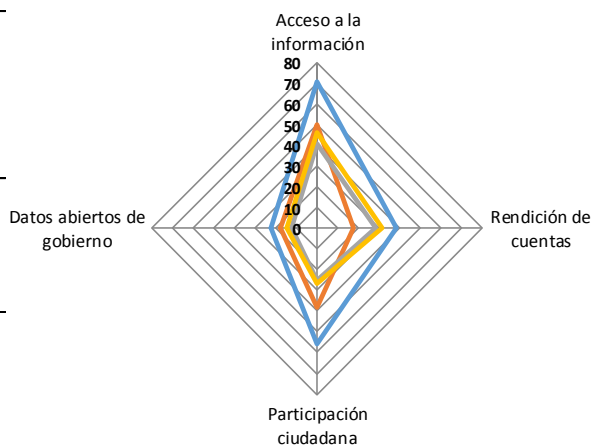 Acceso a la
información
80
70
60
50
40
30
20
10
0
Datos abiertos de
gobierno
Rendición de
cuentas
Participación
ciudadana